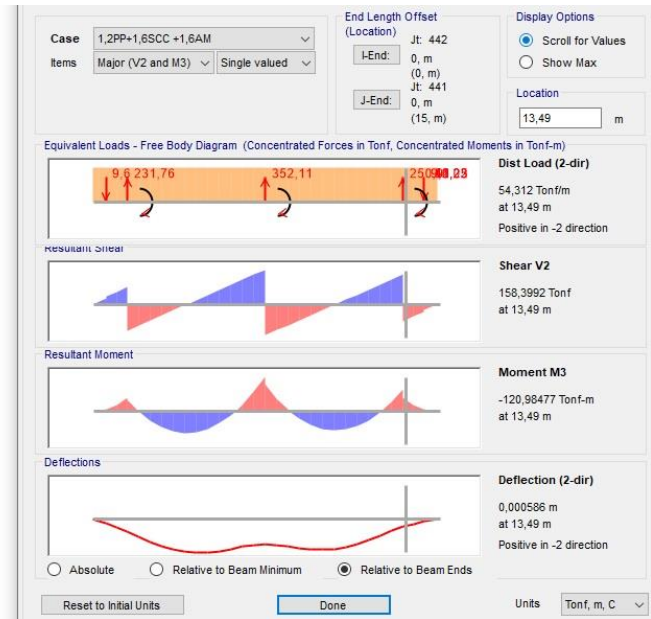 Case
1,2PP+1,6SCC +1,6AM
Items
Major (V2 and M3)
Single valued
End Length Offset
(Location)
Jt: 442
I-End:
0, m
(0, m)
Jt: 441
J-End:
0, m
(15, m)
Display Options
Scroll for Values
Show Max
Location
13,49
m
Equivalent Loads - Free Body Diagram (Concentrated Forces in Tonf, Concentrated Moments in Tonf-m)
9,6 231,76
352,11
Dist Load (2-dir)
54,312 Tonf/m
at 13,49 m
Positive in -2 direction
Resultant Shear
Shear V2
158,3992 Tonf
at 13,49 m
Resultant Moment
Moment M3
-120,98477 Tonf-m
at 13,49 m
Deflections
Deflection (2-dir)
0,000586 m
at 13,49 m
Positive in -2 direction
Absolute
Relative to Beam Minimum
Relative to Beam Ends
Reset to Initial Units
Done
Units
Tonf, m, C